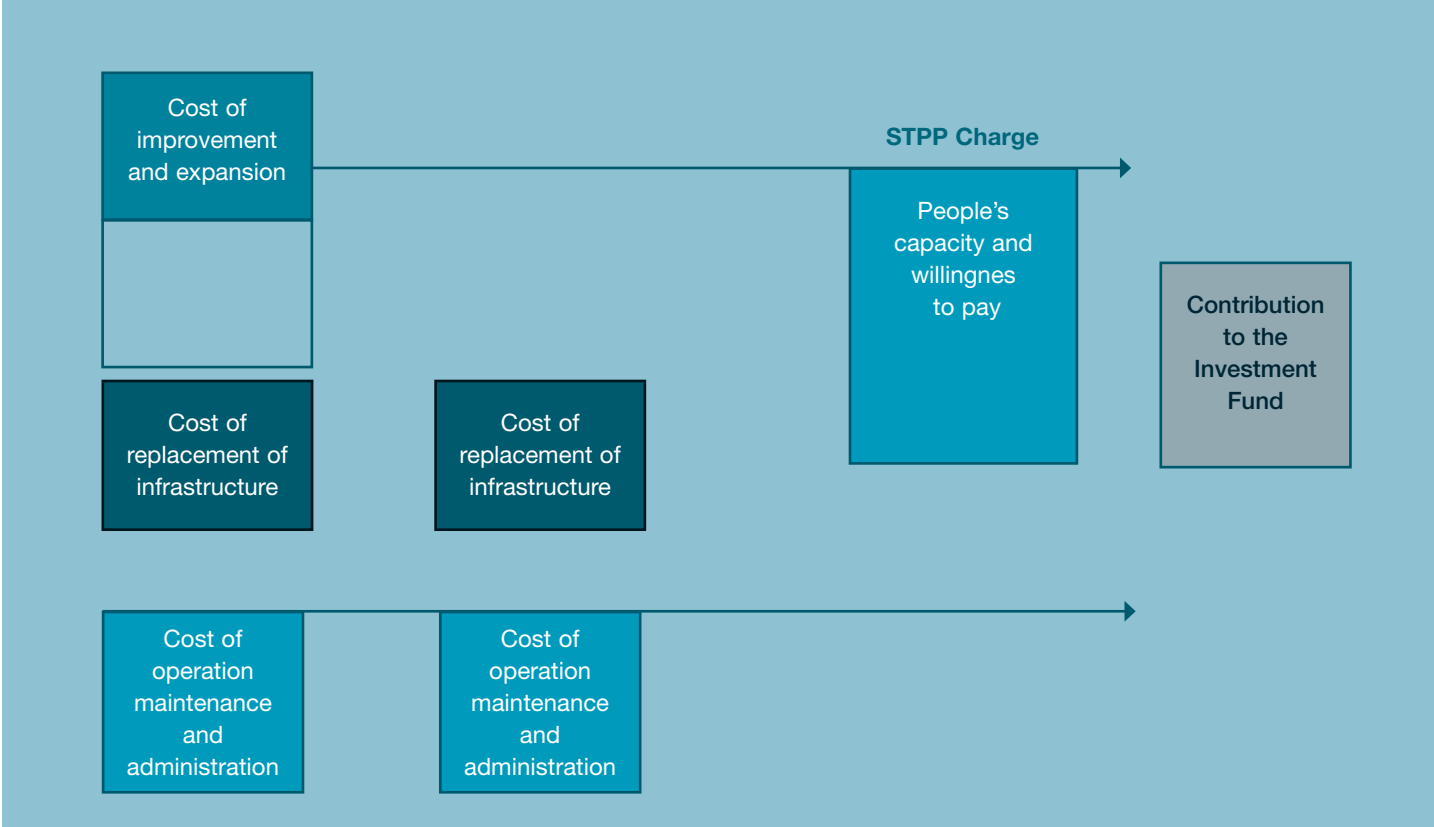 Cost of
improvement
and expansion
STPP Charge
People’s
capacity and
willingnes
to pay
Contribution
to the
Investment
Fund
Cost of
replacement of
infrastructure
Cost of
replacement of
infrastructure
Cost of
operation
maintenance
and
administration
Cost of
operation
maintenance
and
administration